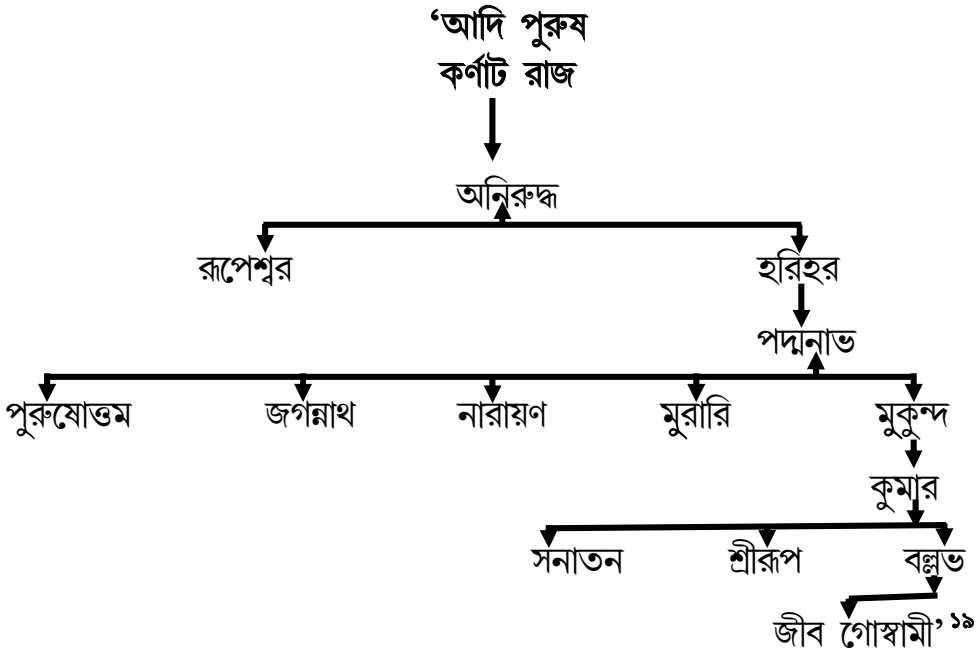 ‘আদি পুরুষ
কর্ণাট রাজ
অনিরুদ্ধ
রূপেশ্বর হরিহর
পদ্মনাভ
পুরুষোত্তম জগন্নাথ নারায়ণ মুরারি মুকুন্দ
কুমার
সনাতন শ্রীরূপ বল্লভ
জীব গোস্বামী’ ১৯